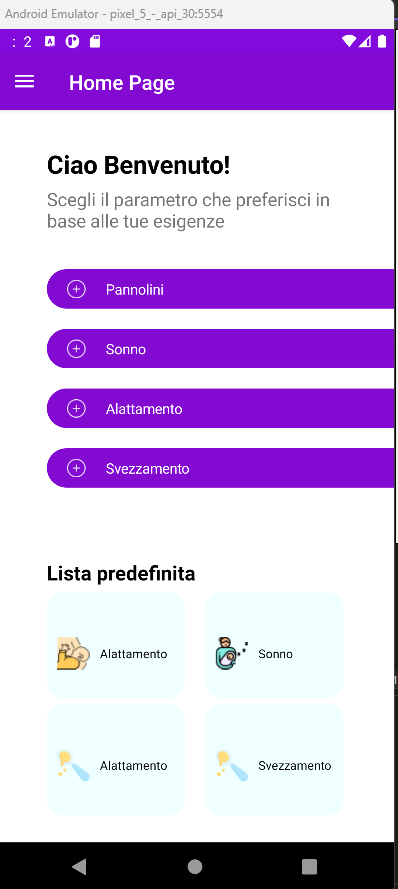 Android Emulator - pixel_5_-_api_30:5554
: 2
Home Page
Ciao Benvenuto!
Scegli il parametro che preferisci in
base alle tue esigenze
Pannolini
Sonno
Alattamento
Svezzamento
Lista predefinita
Alattamento
Sonno
Alattamento
Svezzamento